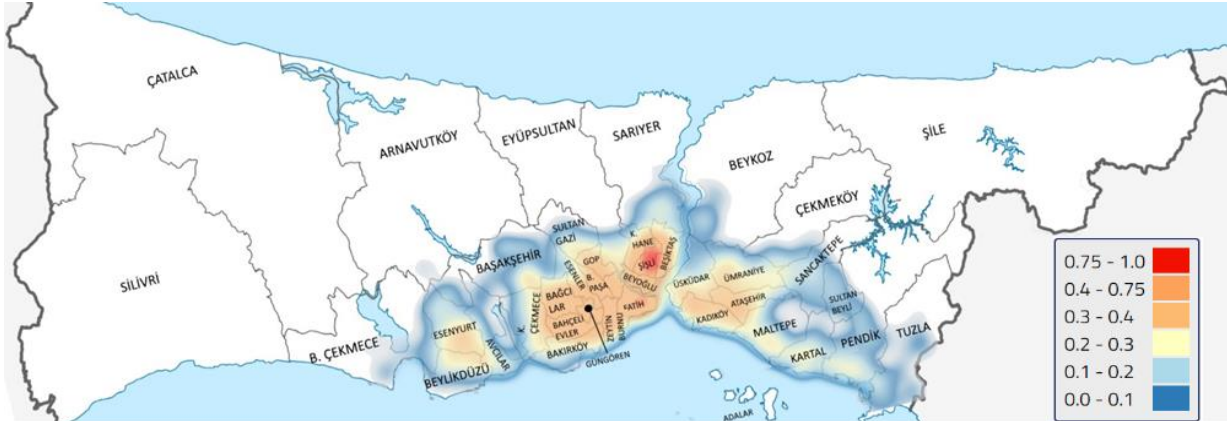 ÇATALCA
SİLİVRİ
ARNAVUTKÖY
EYÜPSULTAN
SARIYER
BEYKOZ
ŞİLE
ÇEKMEKÖY
B. ÇEKMECE
BAŞAKŞEHİR
SULTAN
GAZİ
ESENYURT
AVCILAR
BEYLİKDÜZÜ
K.
ÇEKMECE
BAĞCI
LAR
ESENLER
GOP
B.
PAŞA
BAHÇELİ
EVLER
BAKIRKÖY
GÜNGÖREN
ZEYTİN
BURNU
FATİH
K.
HANE
ŞİŞLİ
BEŞİKTAŞ
BEYOĞLU
ÜSKÜDAR
ÜMRANİYE
ATAŞEHİR
KADIKÖY
SANCAKTEPE
SULTAN
BEYLİ
MALTEPE
KARTAL
PENDİK
TUZLA
ADALAR
0.75 - 1.0
0.4 - 0.75
0.3 - 0.4
0.2 - 0.3
0.1 - 0.2
0.0 - 0.1